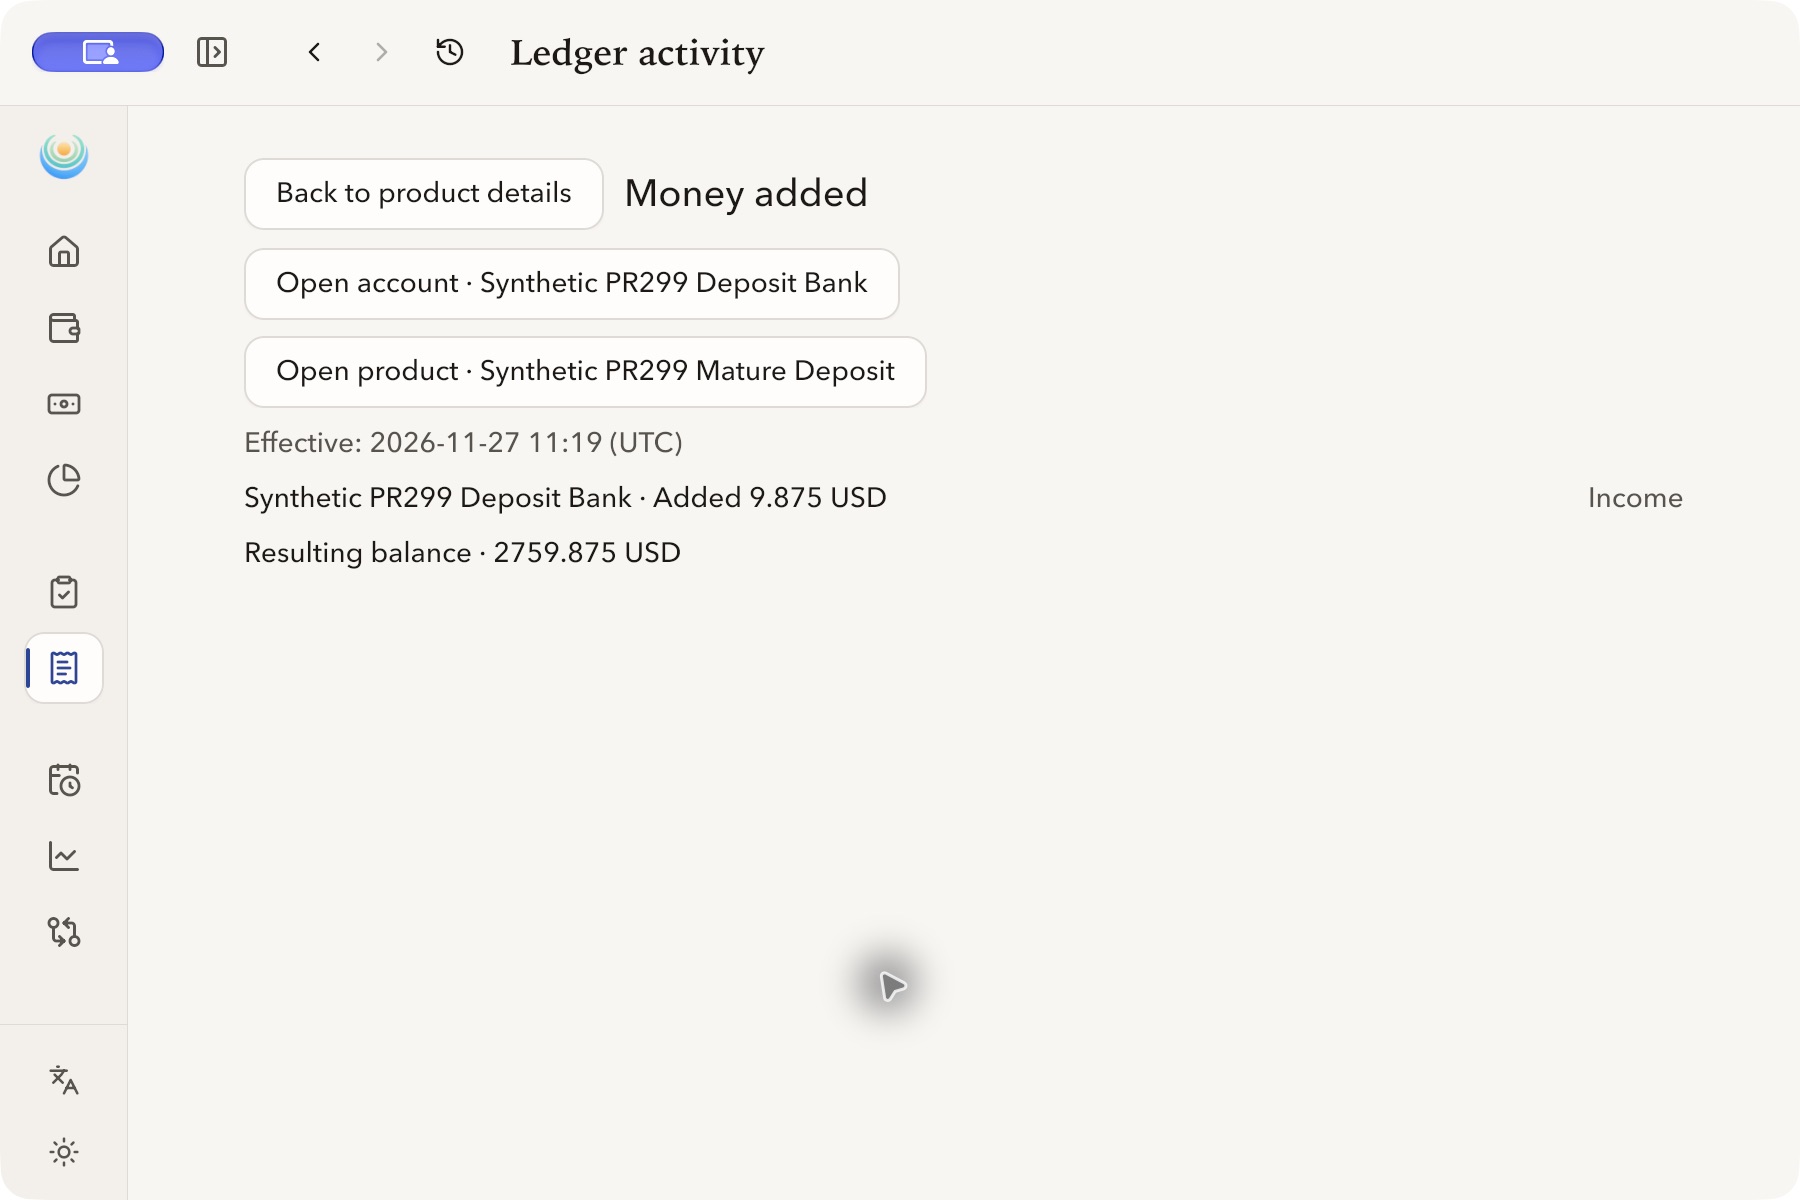 Ledger activity
Back to product details
Money added
Open account · Synthetic PR299 Deposit Bank
Open product · Synthetic PR299 Mature Deposit
Effective: 2026-11-27 11:19 (UTC)
Synthetic PR299 Deposit Bank · Added 9.875 USD
Income
Resulting balance · 2759.875 USD